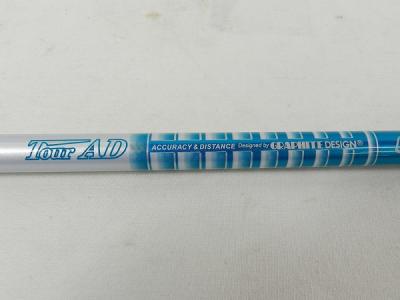 Tour AD ACCURACY & DISTANCE Designed by GRAPHITE DESIGN®